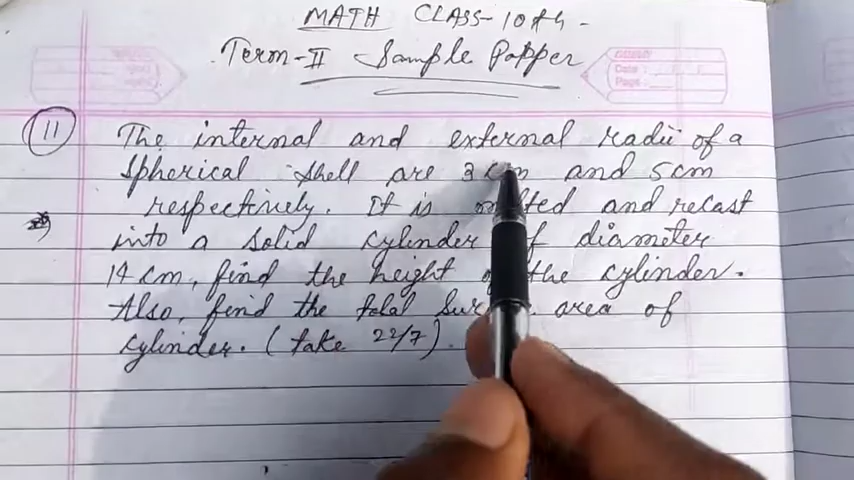 MATH CLASS-10th-
Term-II Sample Papper
11 The internal and external radii of a
Spherical shell are 3 cm and 5cm
respectively. It is melted and recast
into a solid cylinder of diameter
14 cm, find the height of the cylinder.
Also, find the total area of
cylinder. (take 22/7).